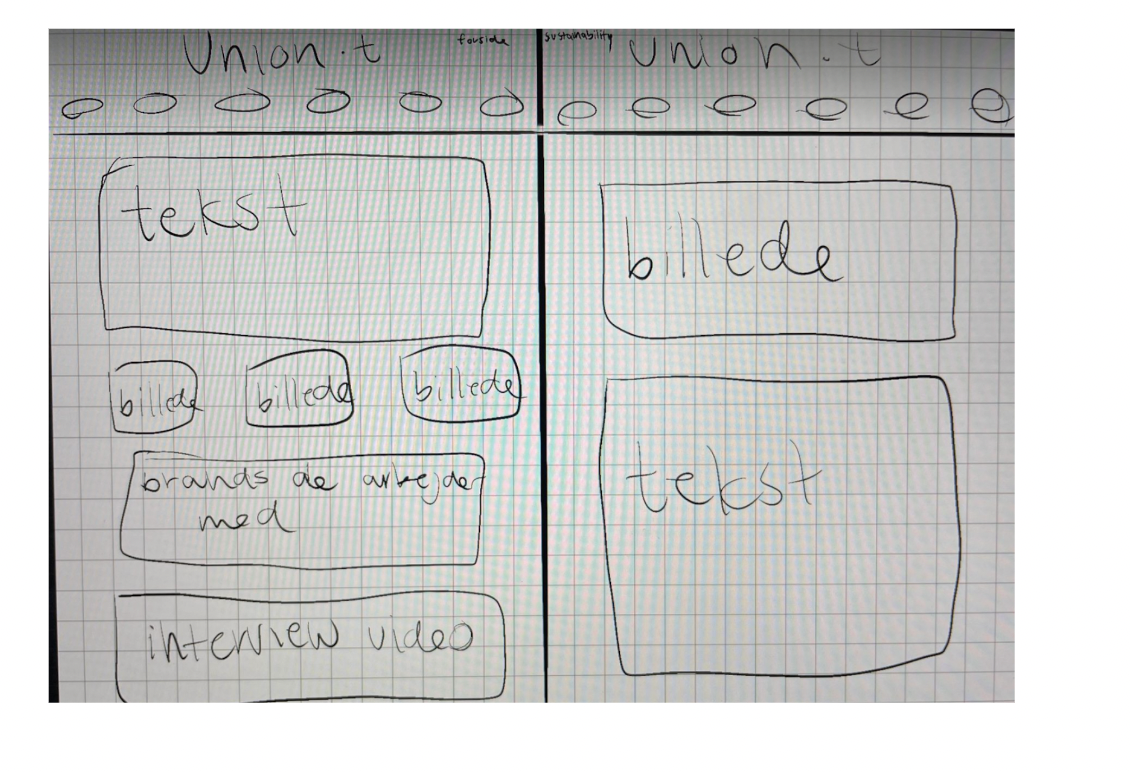 Union.t
forside
tekst
billede billede billede
brands de arbejder
med
interview video
sustainability
Union.t
billede
tekst